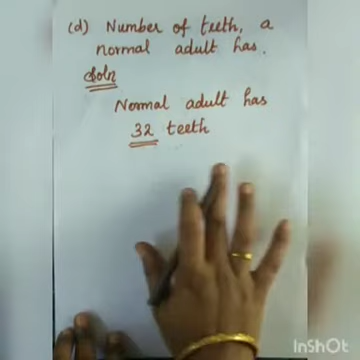 (d) Number of teeth, a
normal adult has.
Soln
Normal adult has
32 teeth
InShOt